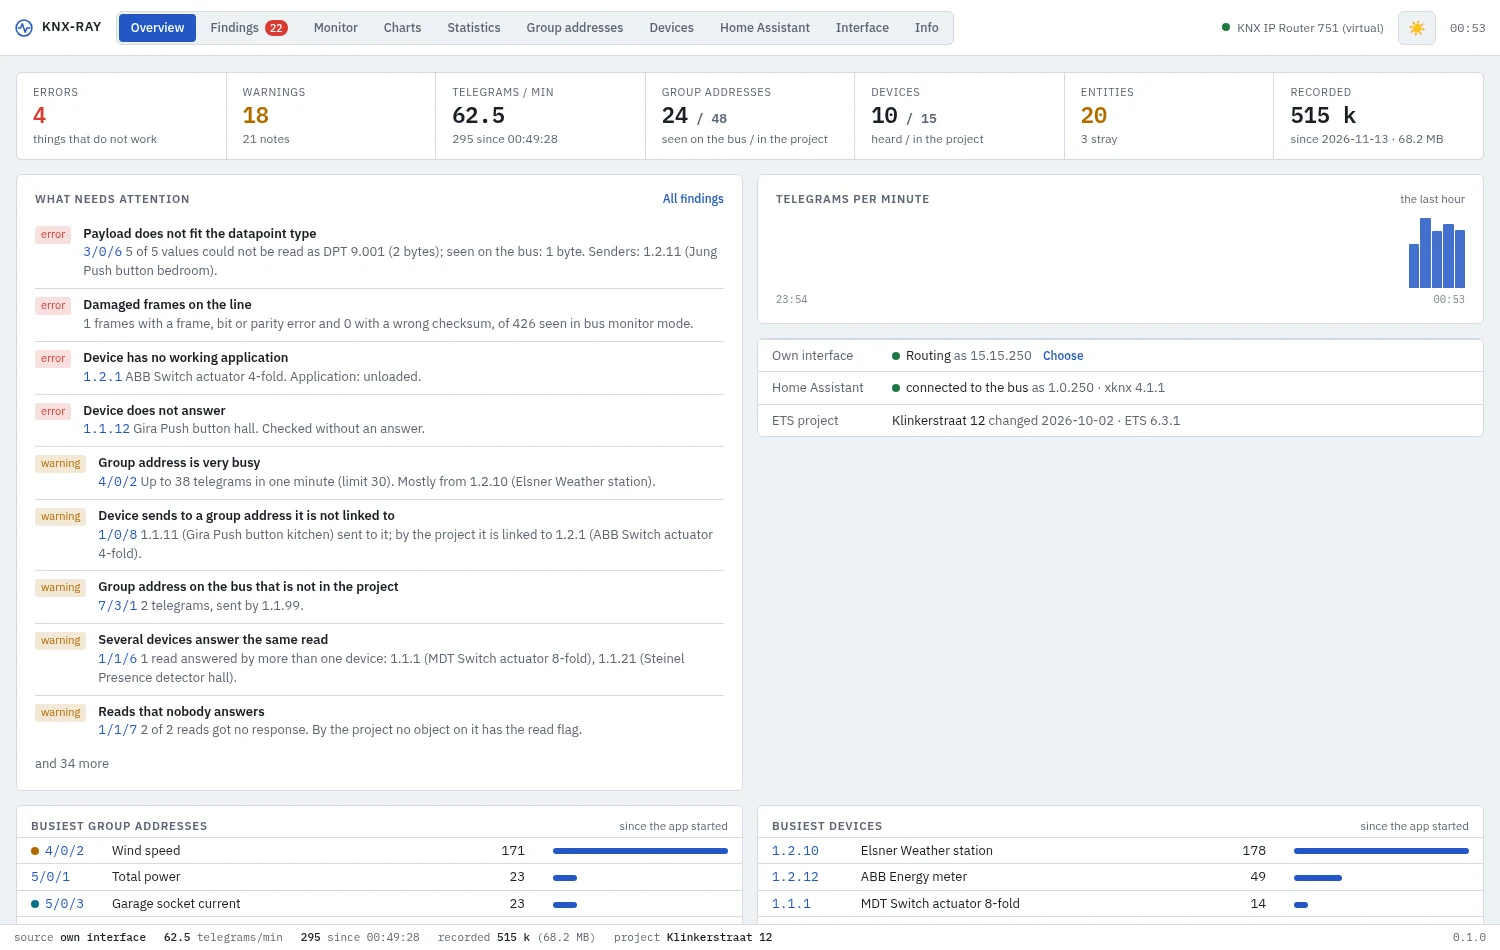 KNX-RAY Overview Findings 22 Monitor Charts Statistics Group addresses Devices Home Assistant Interface Info KNX IP Router 751 (virtual) 00:53
ERRORS WARNINGS TELEGRAMS / MIN GROUP ADDRESSES DEVICES ENTITIES RECORDED
4 18 62.5 24 / 48 10 / 15 20 515 k
things that do not work 21 notes 295 since 00:49:28 seen on the bus / in the project heard / in the project 3 stray since 2026-11-13 · 68.2 MB
WHAT NEEDS ATTENTION All findings
error Payload does not fit the datapoint type
3/0/6 5 of 5 values could not be read as DPT 9.001 (2 bytes); seen on the bus: 1 byte. Senders: 1.2.11 (Jung
Push button bedroom).
error Damaged frames on the line
1 frames with a frame, bit or parity error and 0 with a wrong checksum, of 426 seen in bus monitor mode.
error Device has no working application
1.2.1 ABB Switch actuator 4-fold. Application: unloaded.
error Device does not answer
1.1.12 Gira Push button hall. Checked without an answer.
warning Group address is very busy
4/0/2 Up to 38 telegrams in one minute (limit 30). Mostly from 1.2.10 (Elsner Weather station).
warning Device sends to a group address it is not linked to
1/0/8 1.1.11 (Gira Push button kitchen) sent to it; by the project it is linked to 1.2.1 (ABB Switch actuator
4-fold).
warning Group address on the bus that is not in the project
7/3/1 2 telegrams, sent by 1.1.99.
warning Several devices answer the same read
1/1/6 1 read answered by more than one device: 1.1.1 (MDT Switch actuator 8-fold), 1.1.21 (Steinel
Presence detector hall).
warning Reads that nobody answers
1/1/7 2 of 2 reads got no response. By the project no object on it has the read flag.
and 34 more
TELEGRAMS PER MINUTE the last hour
23:54 00:53
Own interface Routing as 15.15.250 Choose
Home Assistant connected to the bus as 1.0.250 · xknx 4.1.1
ETS project Klinkerstraat 12 changed 2026-10-02 · ETS 6.3.1
BUSIEST GROUP ADDRESSES since the app started
4/0/2 Wind speed 171
5/0/1 Total power 23
5/0/3 Garage socket current 23
BUSIEST DEVICES since the app started
1.2.10 Elsner Weather station 178
1.2.12 ABB Energy meter 49
1.1.1 MDT Switch actuator 8-fold 14
source own interface 62.5 telegrams/min 295 since 00:49:28 recorded 515 k (68.2 MB) project Klinkerstraat 12 0.1.0